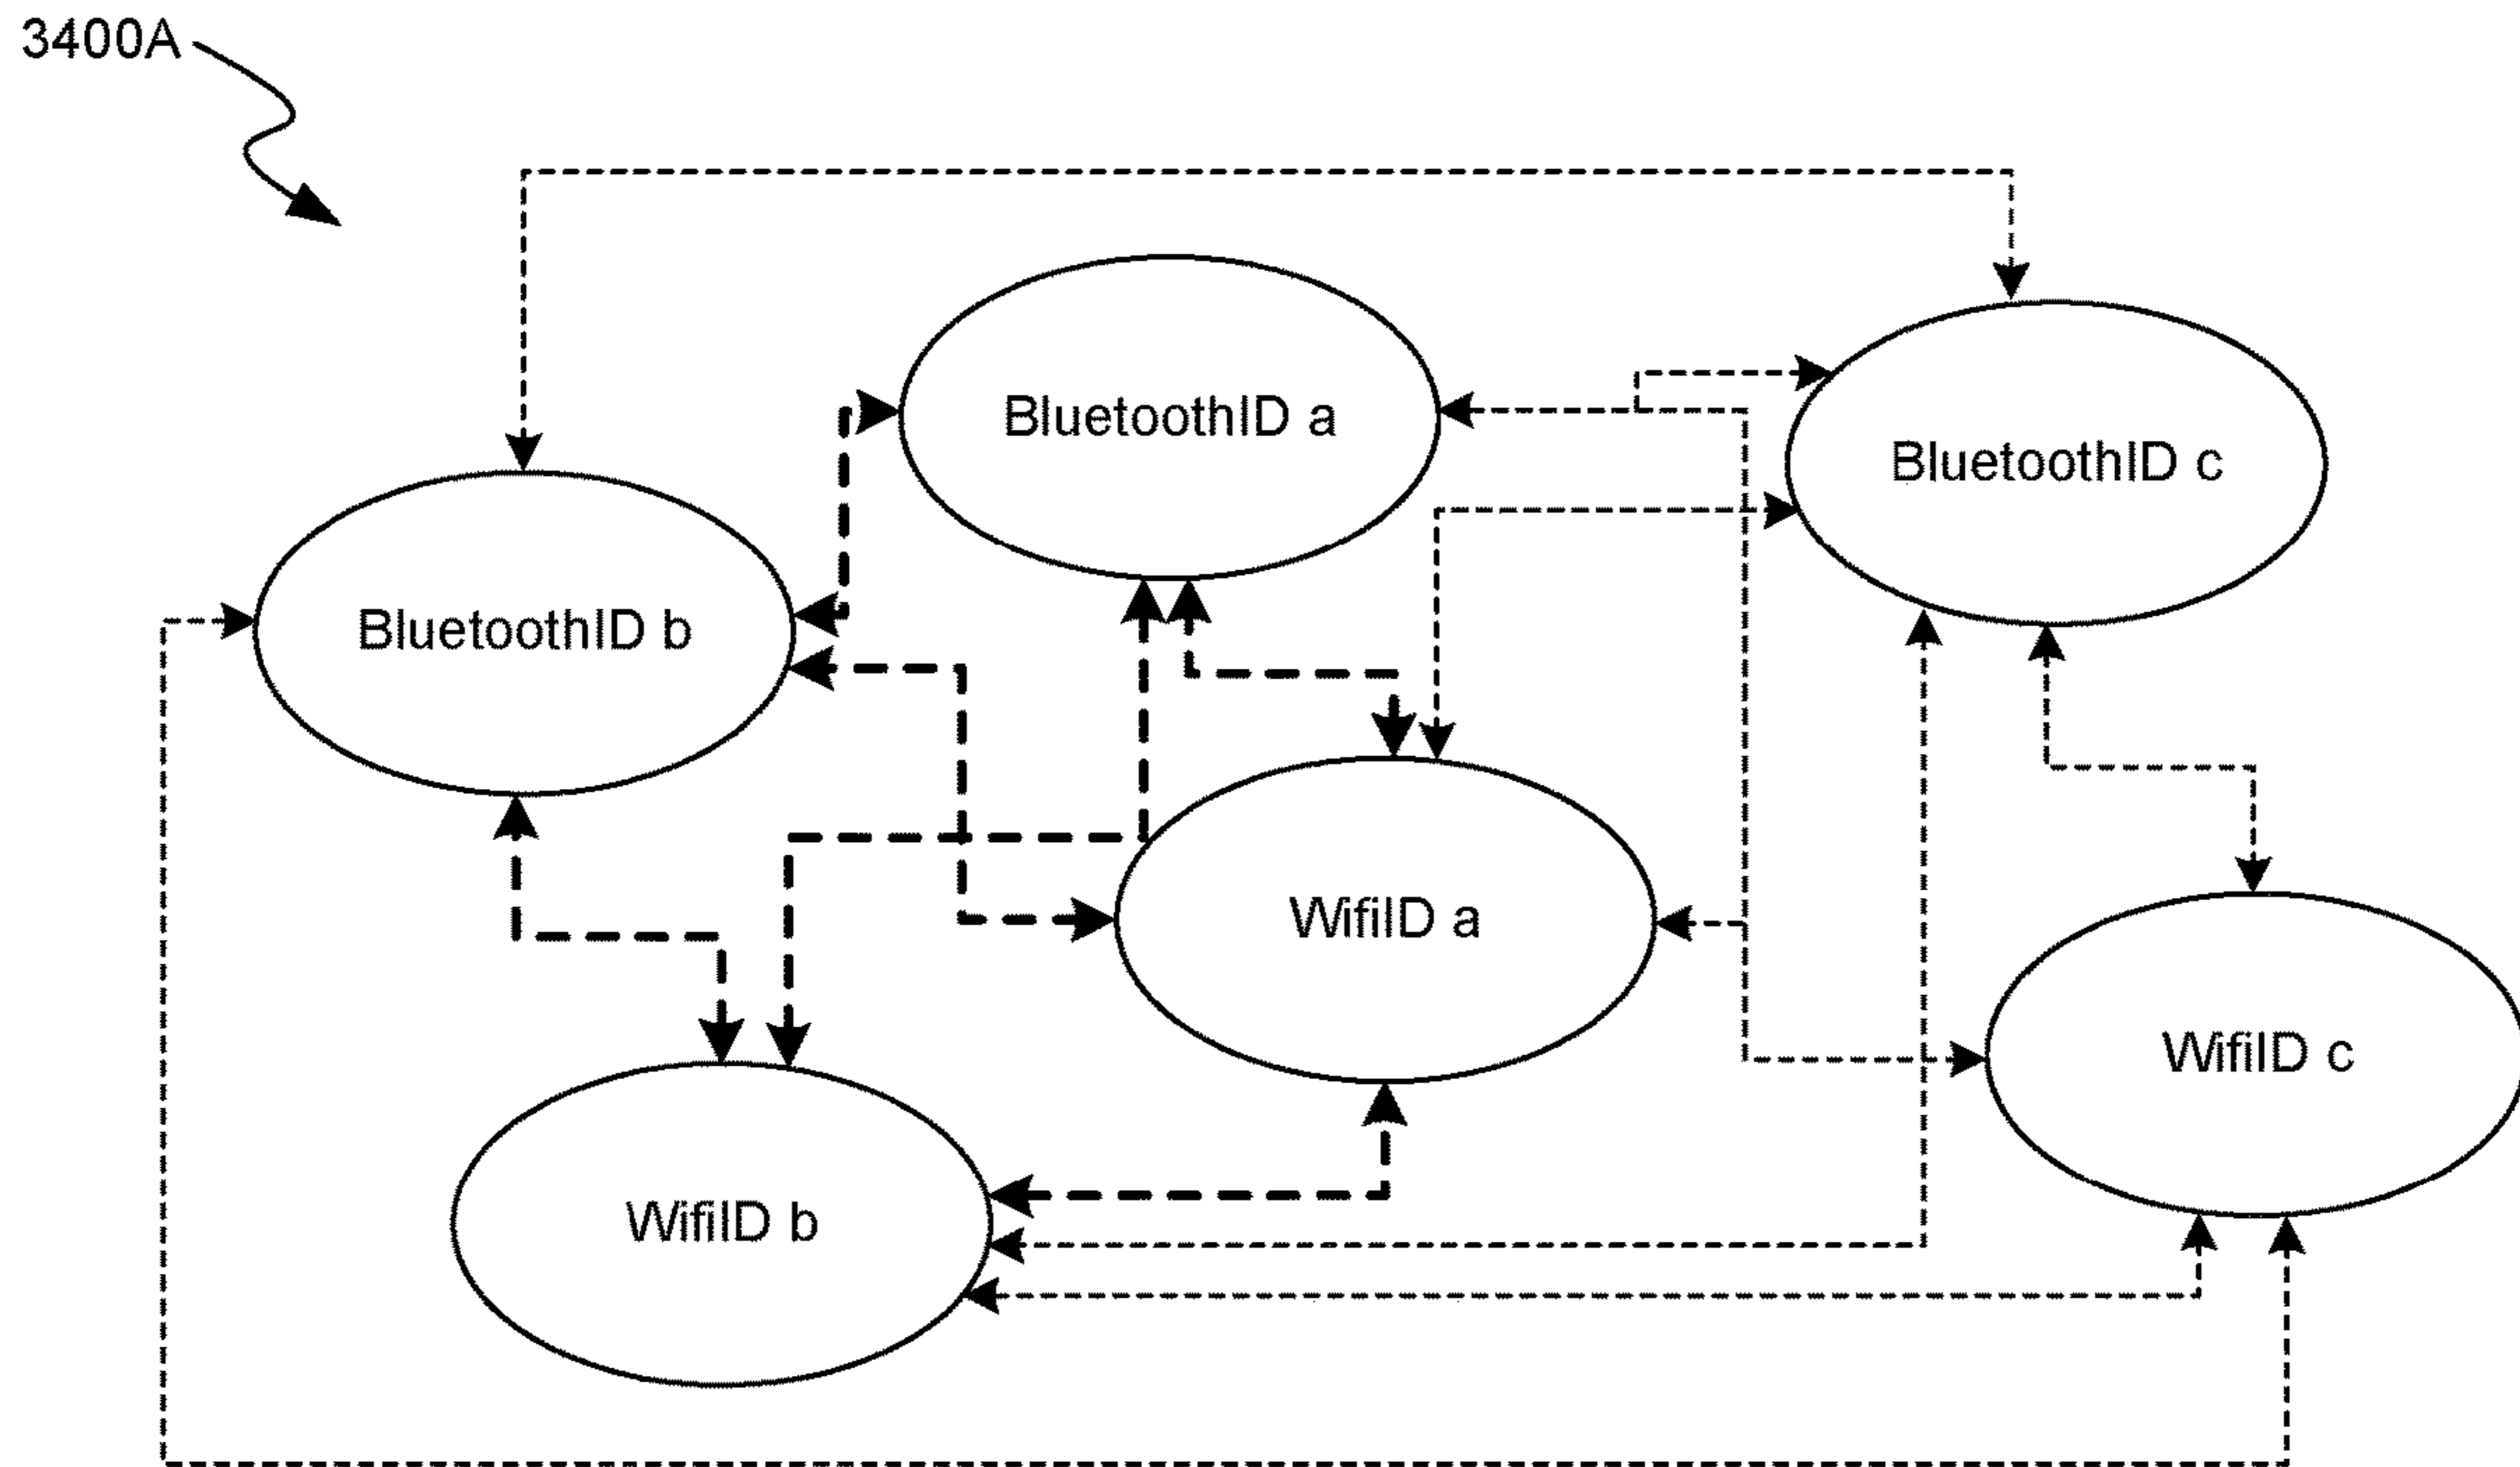 3400A
BluetoothID a
BluetoothID c
BluetoothID b
WifiID a
WifiID c
WifiID b